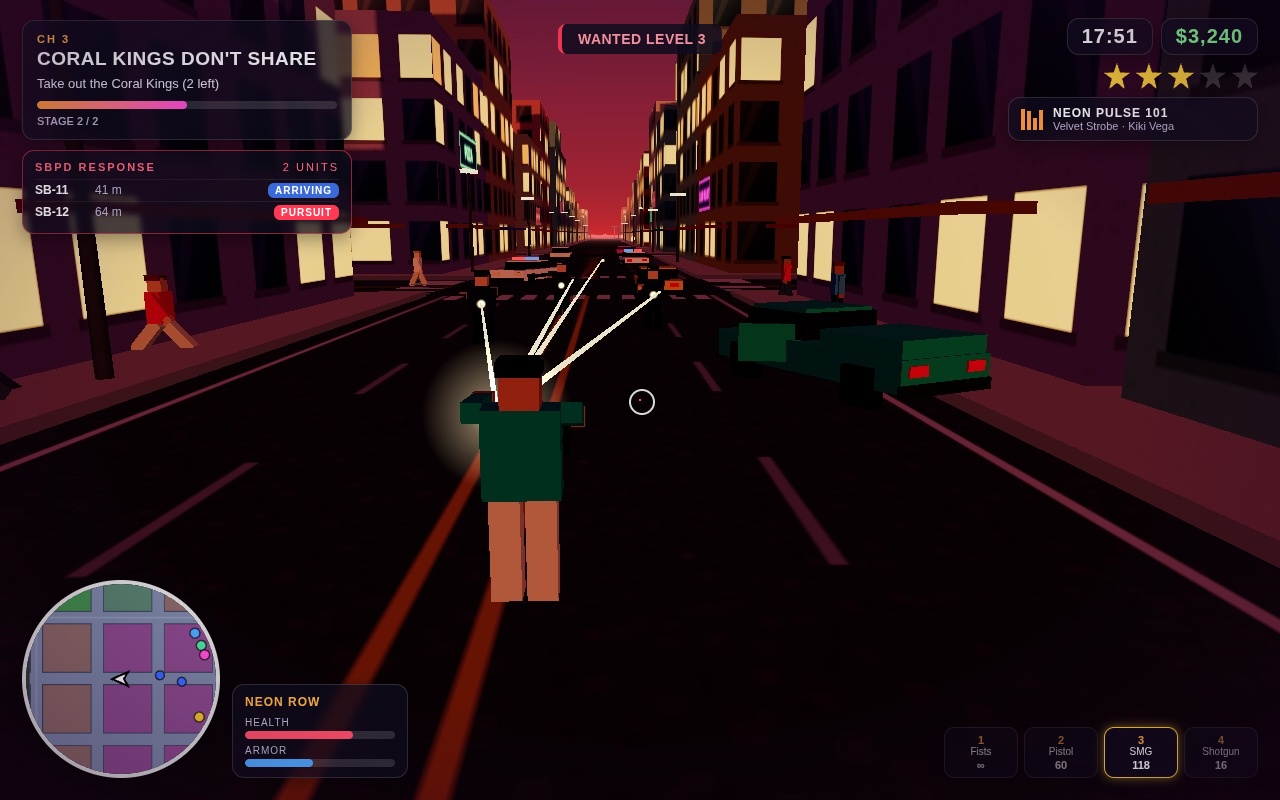 CH 3
CORAL KINGS DON'T SHARE
Take out the Coral Kings (2 left)
STAGE 2 / 2
SBPD RESPONSE 2 UNITS
SB-11 41 m ARRIVING
SB-12 64 m PURSUIT
WANTED LEVEL 3
17:51 $3,240
NEON PULSE 101
Velvet Strobe · Kiki Vega
NEON ROW
HEALTH
ARMOR
1 2 3 4
Fists Pistol SMG Shotgun
∞ 60 118 16